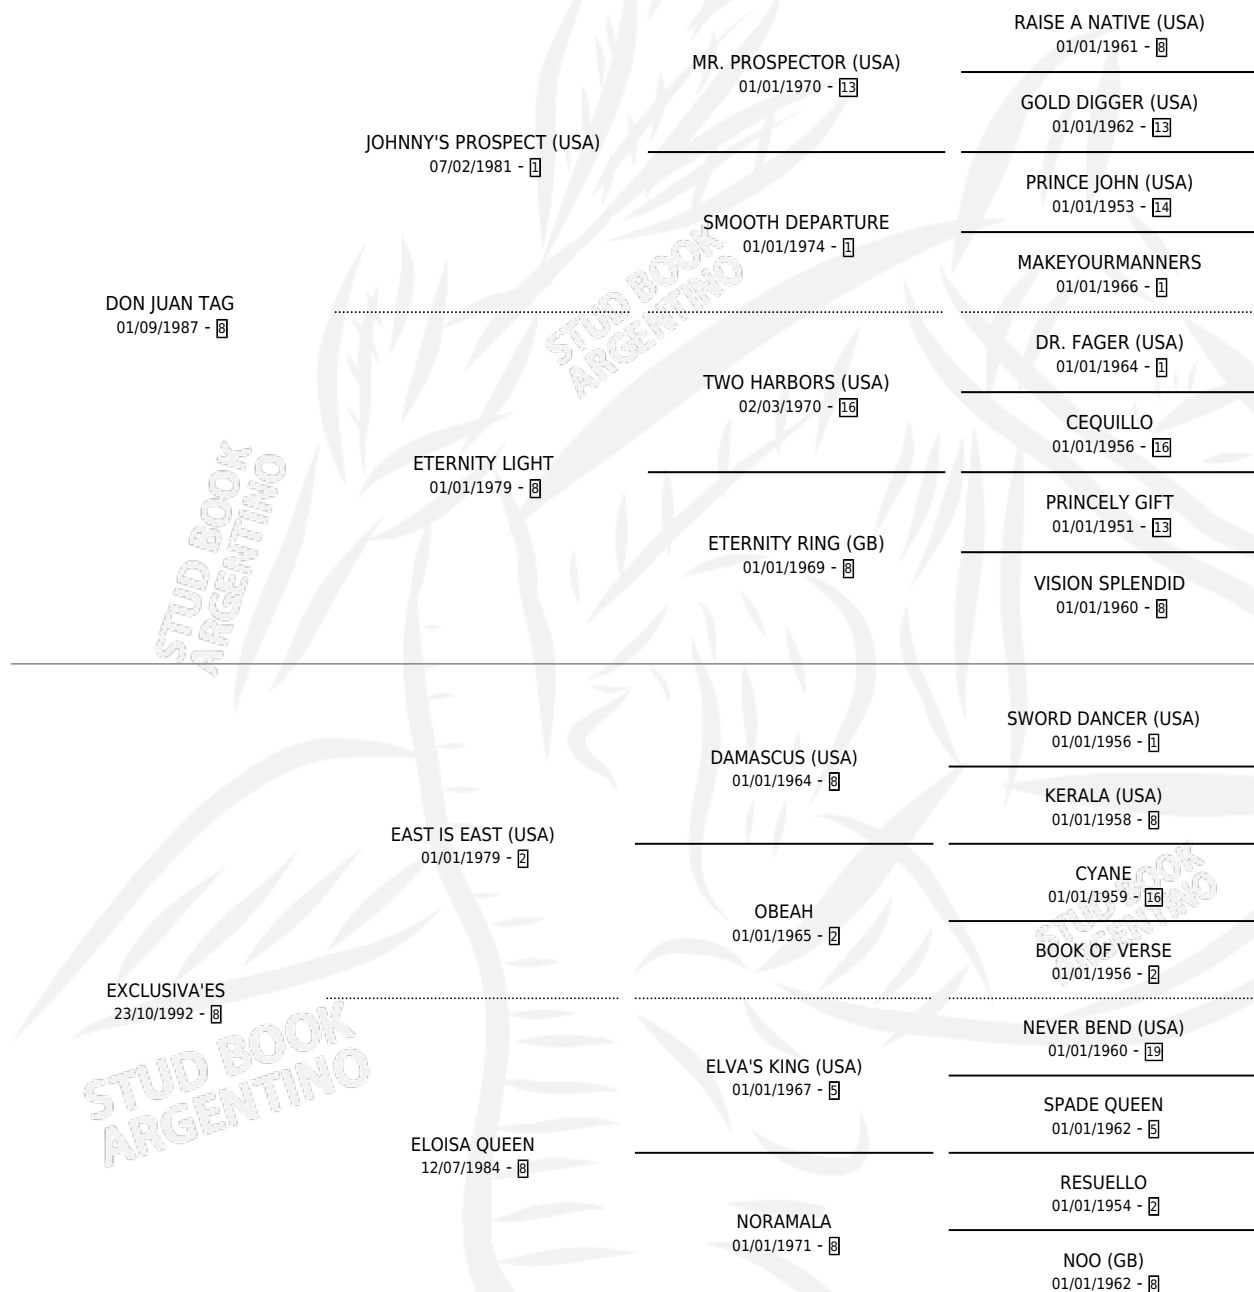 RAISE A NATIVE (USA)
01/01/1961 - 8
MR. PROSPECTOR (USA)
01/01/1970 - 13
GOLD DIGGER (USA)
01/01/1962 - 13
JOHNNY'S PROSPECT (USA)
07/02/1981 - 1
PRINCE JOHN (USA)
01/01/1953 - 14
SMOOTH DEPARTURE
01/01/1974 - 1
MAKEYOURMANNERS
01/01/1966 - 1
DON JUAN TAG
01/09/1987 - 8
DR. FAGER (USA)
01/01/1964 - 1
TWO HARBORS (USA)
02/03/1970 - 16
CEQUILLO
01/01/1956 - 16
ETERNITY LIGHT
01/01/1979 - 8
PRINCELY GIFT
01/01/1951 - 13
ETERNITY RING (GB)
01/01/1969 - 8
VISION SPLENDID
01/01/1960 - 8
SWORD DANCER (USA)
01/01/1956 - 1
DAMASCUS (USA)
01/01/1964 - 8
KERALA (USA)
01/01/1958 - 8
EAST IS EAST (USA)
01/01/1979 - 2
CYANE
01/01/1959 - 16
OBEAH
01/01/1965 - 2
BOOK OF VERSE
01/01/1956 - 2
EXCLUSIVA'ES
23/10/1992 - 8
NEVER BEND (USA)
01/01/1960 - 19
ELVA'S KING (USA)
01/01/1967 - 5
SPADE QUEEN
01/01/1962 - 5
ELOISA QUEEN
12/07/1984 - 8
RESUELLO
01/01/1954 - 2
NORAMALA
01/01/1971 - 8
NOO (GB)
01/01/1962 - 8
STUD BOOK
ARGENTINO
STUD BOOK
ARGENTINO
STUD BOOK
ARGENTINO
STUD BOOK
ARGENTINO